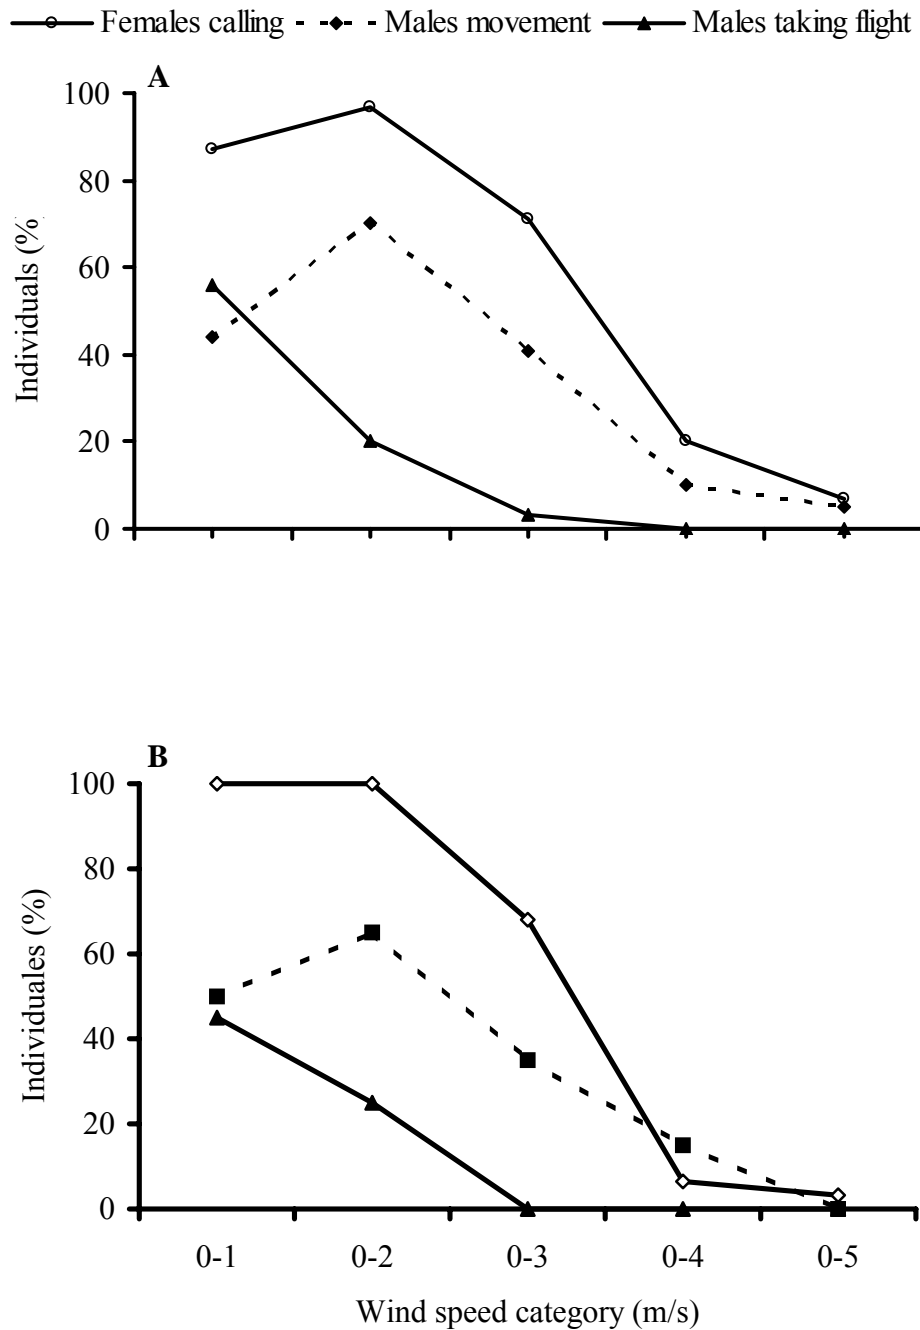 Females calling Males movement Males taking flight
A
100
80
60
40
20
0
Individuals (%)
B
100
80
60
40
20
0
Individuales (%)
0-1 0-2 0-3 0-4 0-5
Wind speed category (m/s)